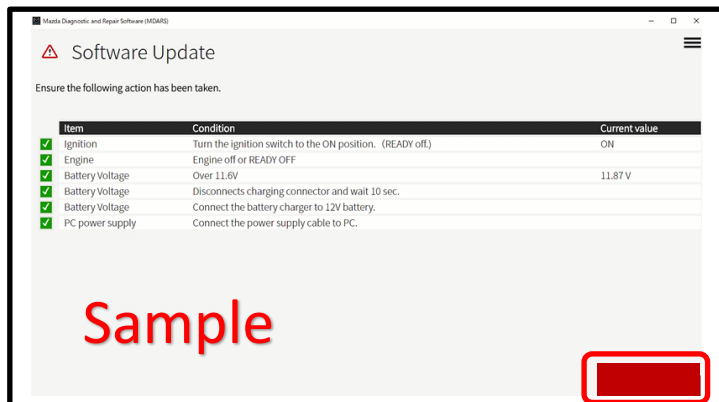 Mazda Diagnostic and Repair Software (MDARS)
Software Update
Ensure the following action has been taken.
Item Condition Current value
Ignition Turn the ignition switch to the ON position. (READY off.) ON
Engine Engine off or READY OFF
Battery Voltage Over 11.6V 11.87 V
Battery Voltage Disconnects charging connector and wait 10 sec.
Battery Voltage Connect the battery charger to 12V battery.
PC power supply Connect the power supply cable to PC.
Sample